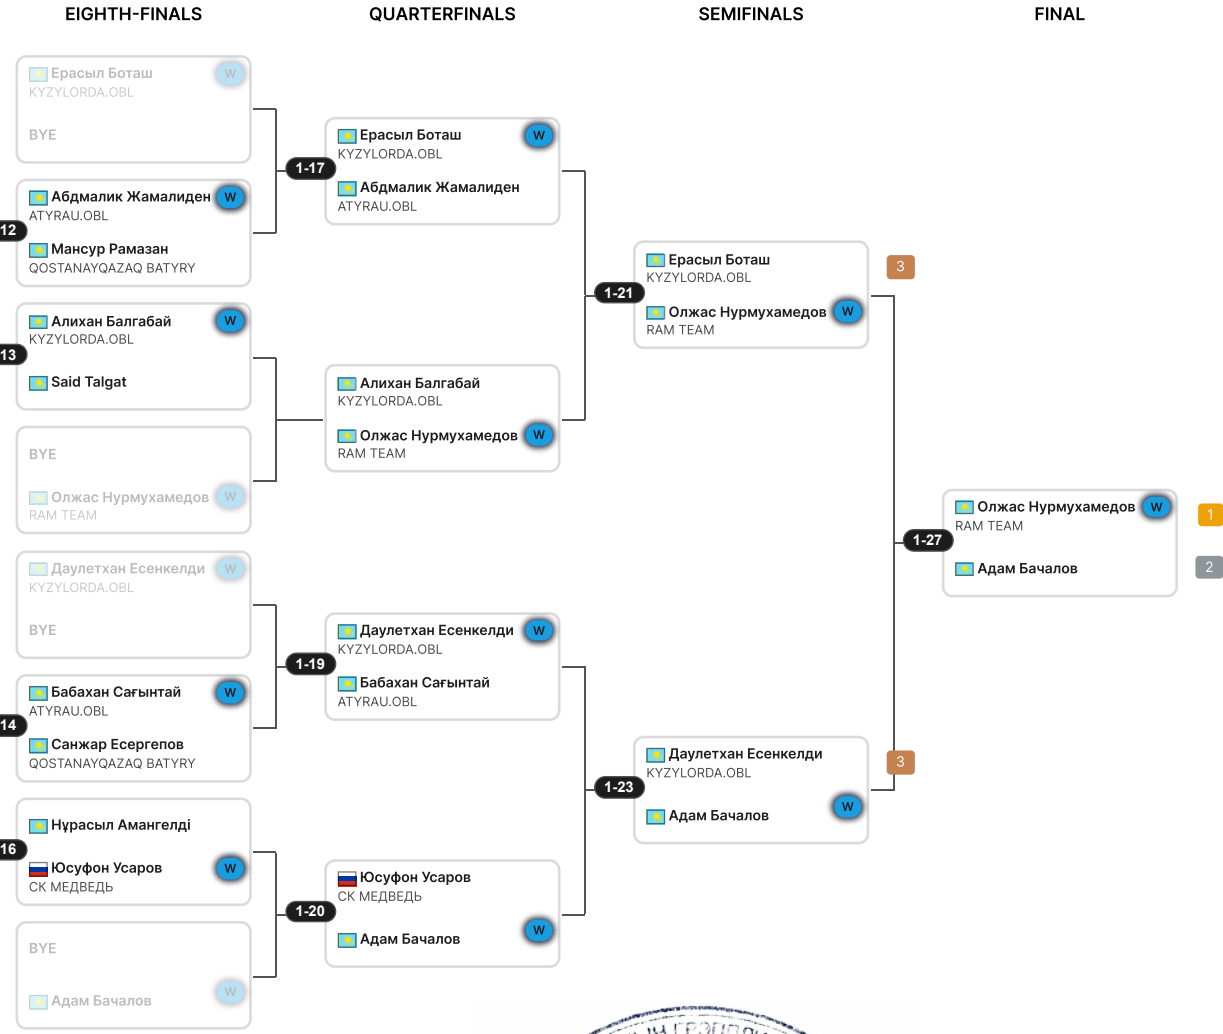 EIGHTH-FINALS
QUARTERFINALS
SEMIFINALS
FINAL
Ерасыл Боташ W
KYZYLORDA.OBL
BYE
Абдмалик Жамалиден W
ATYRAU.OBL
12
Мансур Рамазан
QOSTANAYQAZAQ BATYRY
Алихан Балгабай W
KYZYLORDA.OBL
13
Said Talgat
BYE
Олжас Нурмухамедов W
RAM TEAM
Даулетхан Есенкелди W
KYZYLORDA.OBL
BYE
Бабахан Сағынтай W
ATYRAU.OBL
14
Санжар Есергепов
QOSTANAYQAZAQ BATYRY
Нұрасыл Амангелді
16
Юсуфон Усаров W
СК МЕДВЕДЬ
BYE
Адам Бачалов W
1-17
Ерасыл Боташ W
KYZYLORDA.OBL
Абдмалик Жамалиден
ATYRAU.OBL
Алихан Балгабай
KYZYLORDA.OBL
Олжас Нурмухамедов W
RAM TEAM
1-19
Даулетхан Есенкелди W
KYZYLORDA.OBL
Бабахан Сағынтай
ATYRAU.OBL
1-20
Юсуфон Усаров
СК МЕДВЕДЬ
Адам Бачалов W
1-21
Ерасыл Боташ 3
KYZYLORDA.OBL
Олжас Нурмухамедов W
RAM TEAM
1-23
Даулетхан Есенкелди 3
KYZYLORDA.OBL
Адам Бачалов W
1-27
Олжас Нурмухамедов W 1
RAM TEAM
Адам Бачалов 2